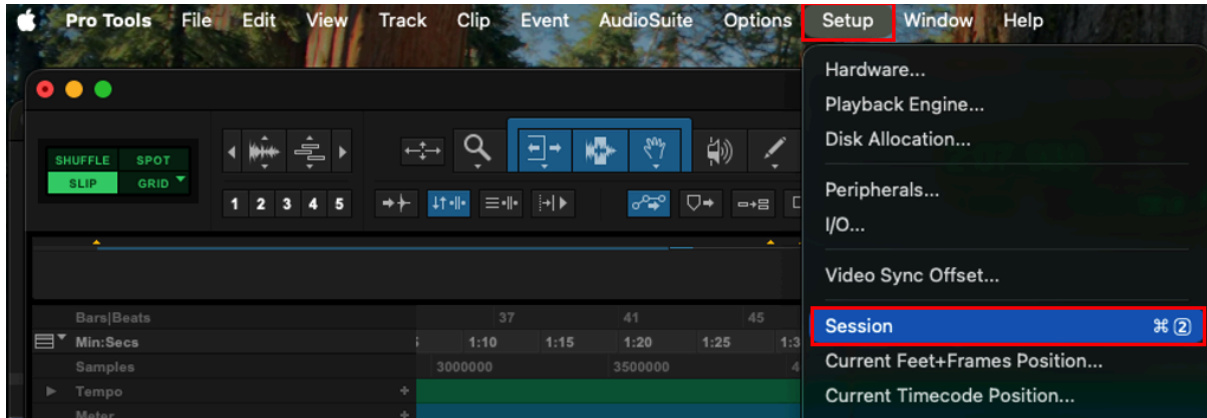 Pro Tools File Edit View Track Clip Event AudioSuite Options Setup Window Help
Hardware...
Playback Engine...
Disk Allocation...
Peripherals...
I/O...
Video Sync Offset...
Session ⌘ 2
Current Feet+Frames Position...
Current Timecode Position...
SHUFFLE SPOT
SLIP GRID
1 2 3 4 5
Bars|Beats 37 41 45
Min:Secs 1:10 1:15 1:20 1:25
Samples 3000000 3500000
Tempo
Meter